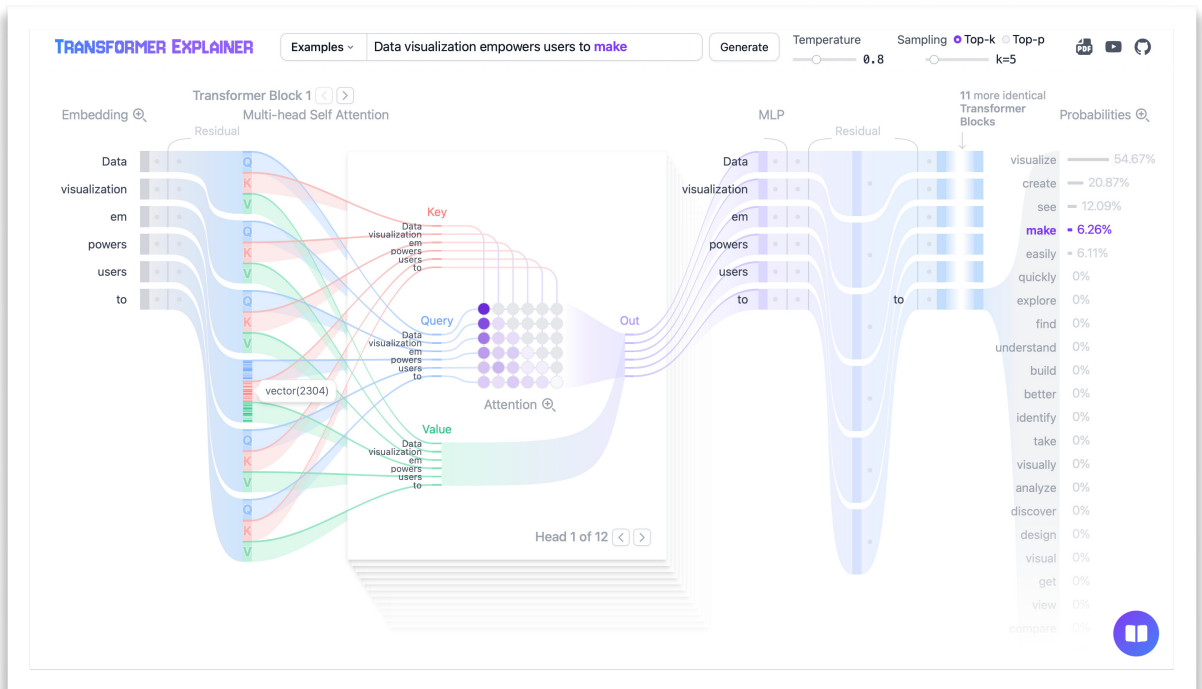 TRANSFORMER EXPLAINER
Examples
Data visualization empowers users to make
Generate
Temperature
0.8
Sampling
Top-k
Top-p
k=5
PDF
Transformer Block 1
Embedding
Multi-head Self Attention
Residual
MLP
Residual
11 more identical
Transformer
Blocks
Probabilities
Data
visualization
em
powers
users
to
Q
K
V
Q
K
V
Q
K
V
vector(2304)
Q
K
V
Q
K
V
Key
Data
visualization
em
powers
users
to
Query
Data
visualization
em
powers
users
to
Attention
Value
Data
visualization
em
powers
users
to
Out
Head 1 of 12
Data
visualization
em
powers
users
to
to
visualize 54.67%
create 20.87%
see 12.09%
make 6.26%
easily 6.11%
quickly 0%
explore 0%
find 0%
understand 0%
build 0%
better 0%
identify 0%
take 0%
visually 0%
analyze 0%
discover 0%
design 0%
visual 0%
get 0%
view 0%
compare 0%